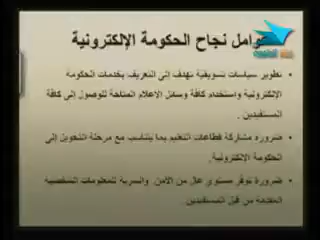 عوامل نجاح الحكومة الإلكترونية
• تطوير سياسات تسويقية تهدف إلى التعريف بخدمات الحكومة
الإلكترونية واستخدام كافة وسائل الاعلام المتاحة للوصول إلى كافة
المستفيدين .
• ضرورة مشاركة قطاعات التعليم بما يتناسب مع مرحلة التحويل إلى
الحكومة الإلكترونية .
• ضرورة توفر مستوى عال من الأمن والسرية للمعلومات الشخصية
المقدمة من قبل المستفيدين .